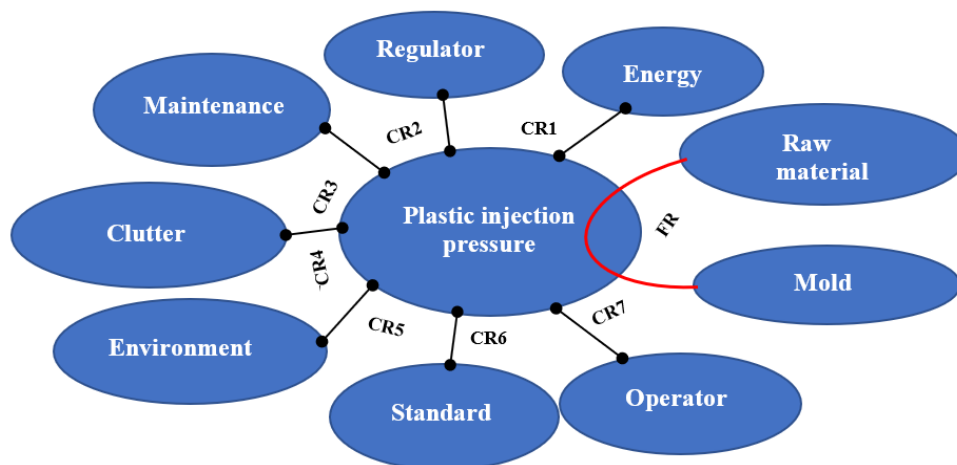 Regulator
Energy
Maintenance
CR2
CR1
Raw
material
CR3
Plastic injection
pressure
FR
Clutter
CR4
Mold
Environment
CR5
CR6
CR7
Standard
Operator